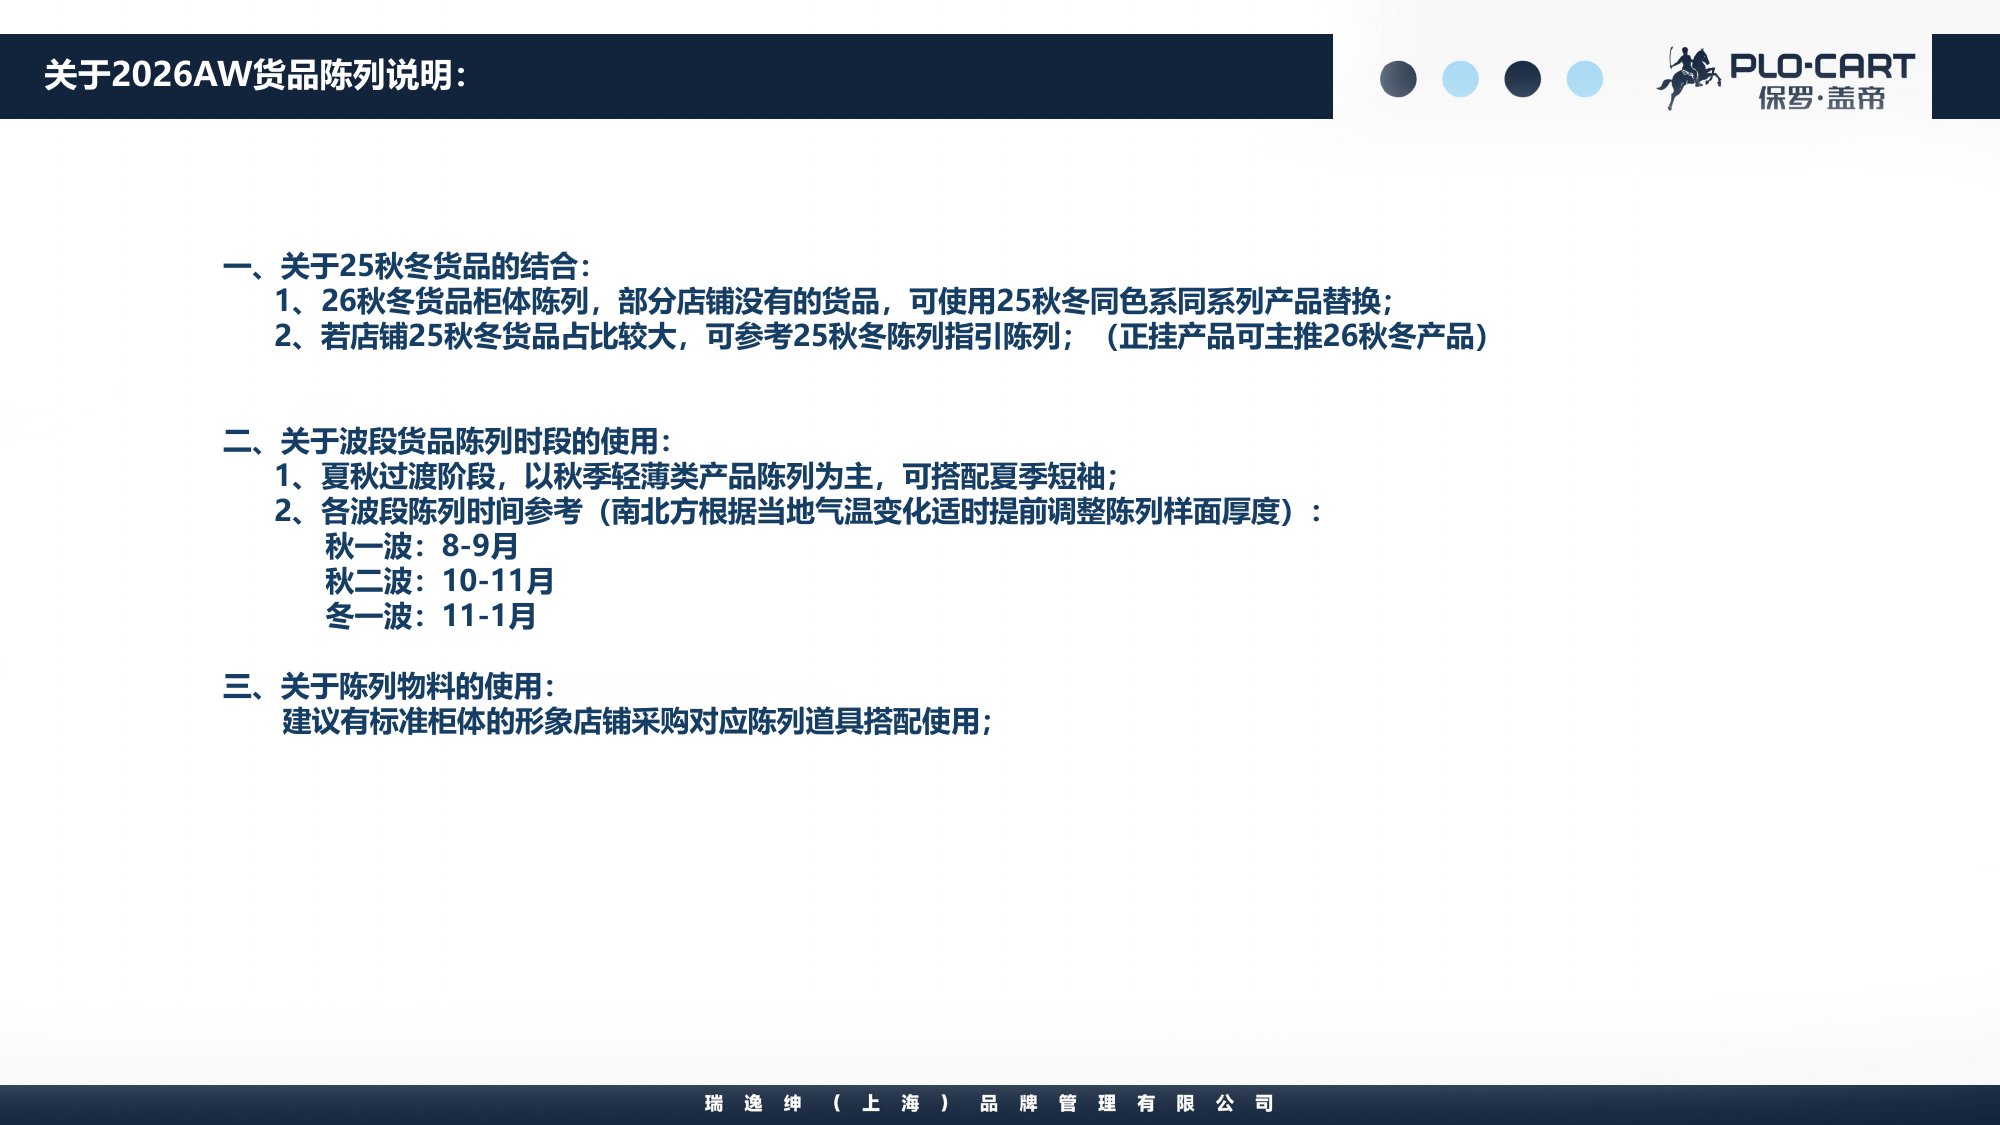 关于2026AW货品陈列说明：
PLO·CART
保罗·盖帝
一、关于25秋冬货品的结合：
1、26秋冬货品柜体陈列，部分店铺没有的货品，可使用25秋冬同色系同系列产品替换；
2、若店铺25秋冬货品占比较大，可参考25秋冬陈列指引陈列；（正挂产品可主推26秋冬产品）
二、关于波段货品陈列时段的使用：
1、夏秋过渡阶段，以秋季轻薄类产品陈列为主，可搭配夏季短袖；
2、各波段陈列时间参考（南北方根据当地气温变化适时提前调整陈列样面厚度）：
秋一波：8-9月
秋二波：10-11月
冬一波：11-1月
三、关于陈列物料的使用：
建议有标准柜体的形象店铺采购对应陈列道具搭配使用；
瑞逸绅（上海）品牌管理有限公司